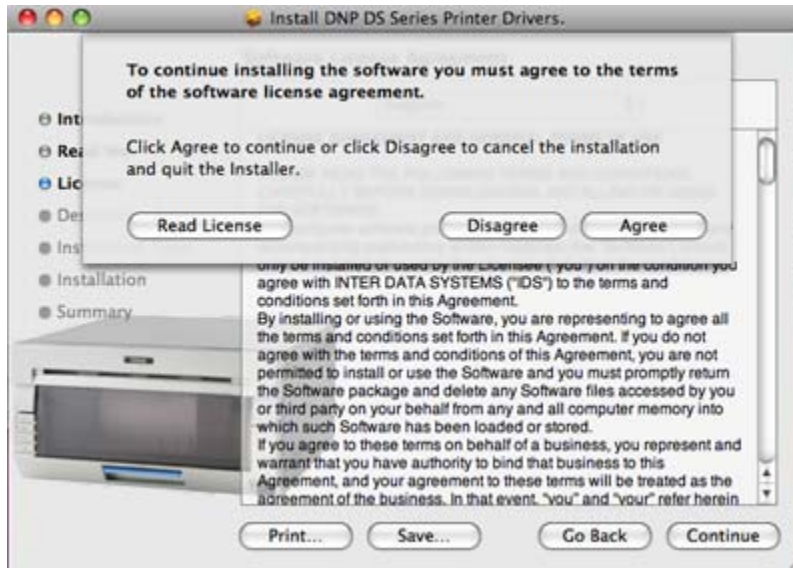 Install DNP DS Series Printer Drivers.
To continue installing the software you must agree to the terms
of the software license agreement.
Click Agree to continue or click Disagree to cancel the installation
and quit the Installer.
Read License
Disagree
Agree
Int
Rea
Lic
Des
Ins
Installation
Summary
only be installed or used by the Licensee ("you") on the condition you
agree with INTER DATA SYSTEMS ("IDS") to the terms and
conditions set forth in this Agreement.
By installing or using the Software, you are representing to agree all
the terms and conditions set forth in this Agreement. If you do not
agree with the terms and conditions of this Agreement, you are not
permitted to install or use the Software and you must promptly return
the Software package and delete any Software files accessed by you
or third party on your behalf from any and all computer memory into
which such Software has been loaded or stored.
If you agree to these terms on behalf of a business, you represent and
warrant that you have authority to bind that business to this
Agreement, and your agreement to these terms will be treated as the
agreement of the business. In that event, "you" and "your" refer herein
Print...
Save...
Go Back
Continue